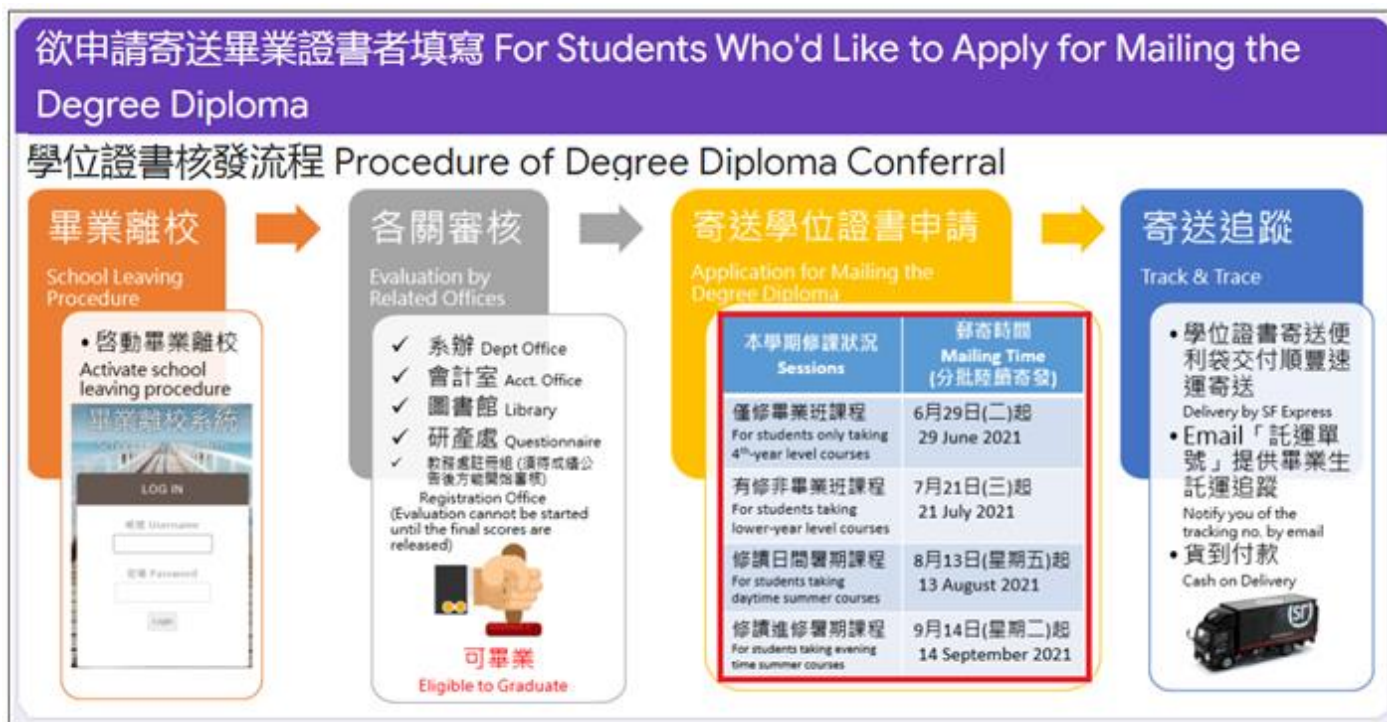 欲申請寄送畢業證書者填寫 For Students Who'd Like to Apply for Mailing the
Degree Diploma
學位證書核發流程 Procedure of Degree Diploma Conferral
畢業離校
School Leaving
Procedure
• 啓動畢業離校
Activate school
leaving procedure
畢業離校系統
LOG IN
帳號 Username
密碼 Password
Login
各關審核
Evaluation by
Related Offices
✓ 系辦 Dept Office
✓ 會計室 Acct. Office
✓ 圖書館 Library
✓ 研產處 Questionnaire
✓ 教務處註冊組 (須待成績公
告後方能開始審核)
Registration Office
(Evaluation cannot be started
until the final scores are
released)
可畢業
Eligible to Graduate
寄送學位證書申請
Application for Mailing the
Degree Diploma
本學期修課狀況
Sessions
郵寄時間
Mailing Time
(分批陸續寄發)
僅修畢業班課程
For students only taking
4th-year level courses
6月29日(二)起
29 June 2021
有修非畢業班課程
For students taking
lower-year level courses
7月21日(三)起
21 July 2021
修讀日間暑期課程
For students taking
daytime summer courses
8月13日(星期五)起
13 August 2021
修讀進修暑期課程
For students taking evening
time summer courses
9月14日(星期二)起
14 September 2021
寄送追蹤
Track & Trace
• 學位證書寄送便
利袋交付順豐速
運寄送
Delivery by SF Express
• Email「託運單
號」提供畢業生
託運追蹤
Notify you of the
tracking no. by email
• 貨到付款
Cash on Delivery
SF